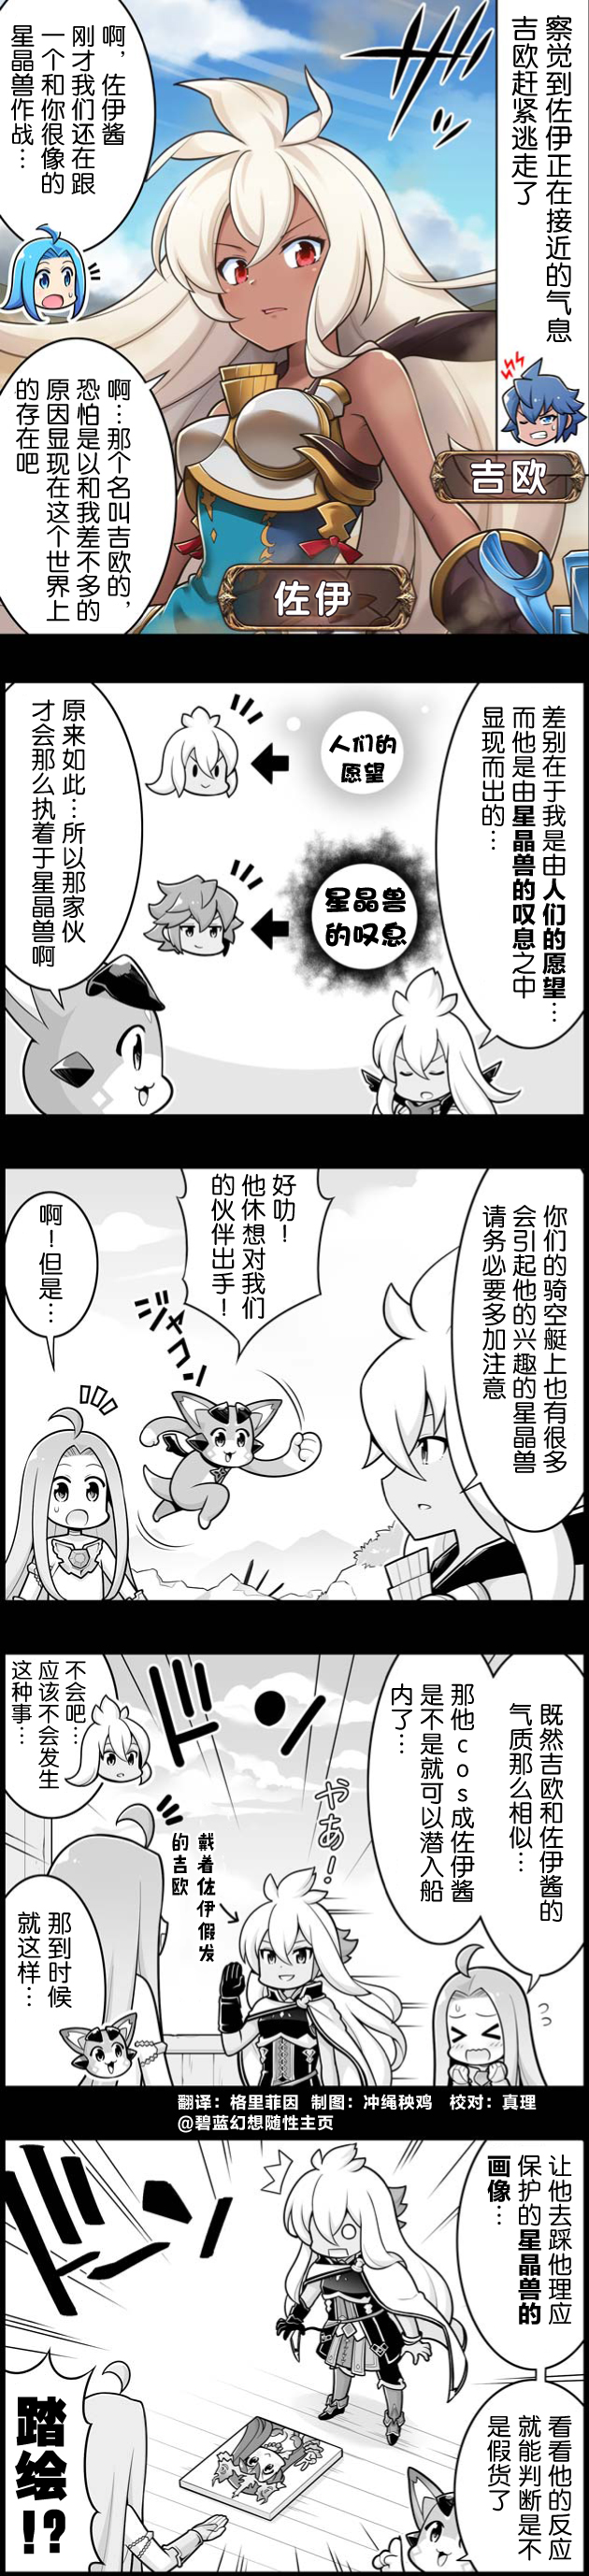 察觉到佐伊正在接近的气息
吉欧赶紧逃走了
吉欧
啊，佐伊酱
刚才我们还在跟
一个和你很像的
星晶兽作战…
啊…那个名叫吉欧的，
恐怕是以和我差不多的
原因显现在这个世界上
的存在吧
佐伊
差别在于我是由人们的愿望…
而他是由星晶兽的叹息之中
显现而出的…
人们的
愿望
星晶兽
的叹息
原来如此…所以那家伙
才会那么执着于星晶兽啊
你们的骑空艇上也有很多
会引起他的兴趣的星晶兽
请务必要多加注意
好叻！
他休想对我们
的伙伴出手！
ジャコン
啊！但是…
既然吉欧和佐伊酱的
气质那么相似…
那他cos成佐伊酱
是不是就可以潜入船
内了…
ドン
やあ！
戴着佐伊假发
的吉欧
不会吧…
应该不会发生
这种事…
那到时候
就这样…
翻译：格里菲因 制图：冲绳秧鸡 校对：真理
@碧蓝幻想随性主页
让他去踩他理应
保护的星晶兽的
画像…
看看他的反应
就能判断是不
是假货了
踏绘!?